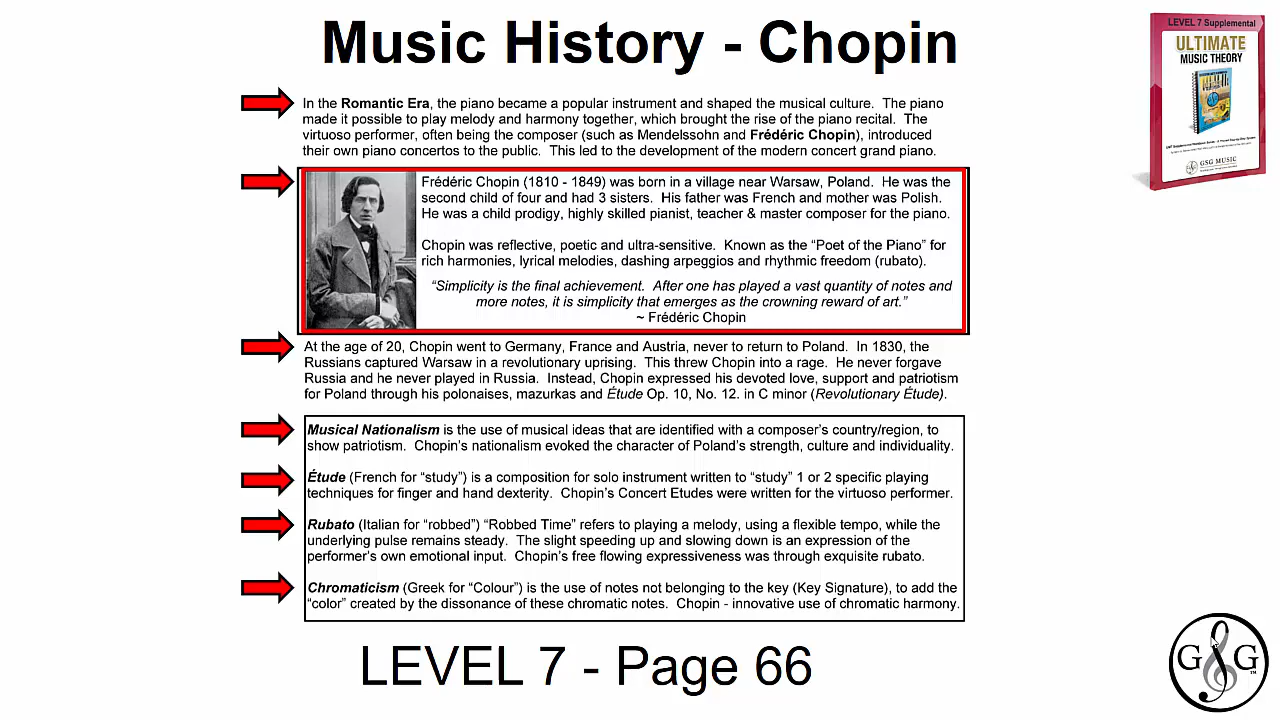 Music History - Chopin
LEVEL 7 Supplemental
ULTIMATE
MUSIC THEORY
GSG MUSIC
In the Romantic Era, the piano became a popular instrument and shaped the musical culture. The piano
made it possible to play melody and harmony together, which brought the rise of the piano recital. The
virtuoso performer, often being the composer (such as Mendelssohn and Frédéric Chopin), introduced
their own piano concertos to the public. This led to the development of the modern concert grand piano.
Frédéric Chopin (1810 - 1849) was born in a village near Warsaw, Poland. He was the
second child of four and had 3 sisters. His father was French and mother was Polish.
He was a child prodigy, highly skilled pianist, teacher & master composer for the piano.
Chopin was reflective, poetic and ultra-sensitive. Known as the “Poet of the Piano” for
rich harmonies, lyrical melodies, dashing arpeggios and rhythmic freedom (rubato).
“Simplicity is the final achievement. After one has played a vast quantity of notes and
more notes, it is simplicity that emerges as the crowning reward of art.”
~ Frédéric Chopin
At the age of 20, Chopin went to Germany, France and Austria, never to return to Poland. In 1830, the
Russians captured Warsaw in a revolutionary uprising. This threw Chopin into a rage. He never forgave
Russia and he never played in Russia. Instead, Chopin expressed his devoted love, support and patriotism
for Poland through his polonaises, mazurkas and Étude Op. 10, No. 12. in C minor (Revolutionary Étude).
Musical Nationalism is the use of musical ideas that are identified with a composer’s country/region, to
show patriotism. Chopin’s nationalism evoked the character of Poland’s strength, culture and individuality.
Étude (French for “study”) is a composition for solo instrument written to “study” 1 or 2 specific playing
techniques for finger and hand dexterity. Chopin’s Concert Etudes were written for the virtuoso performer.
Rubato (Italian for “robbed”) “Robbed Time” refers to playing a melody, using a flexible tempo, while the
underlying pulse remains steady. The slight speeding up and slowing down is an expression of the
performer’s own emotional input. Chopin’s free flowing expressiveness was through exquisite rubato.
Chromaticism (Greek for “Colour”) is the use of notes not belonging to the key (Key Signature), to add the
“color” created by the dissonance of these chromatic notes. Chopin - innovative use of chromatic harmony.
LEVEL 7 - Page 66
G G